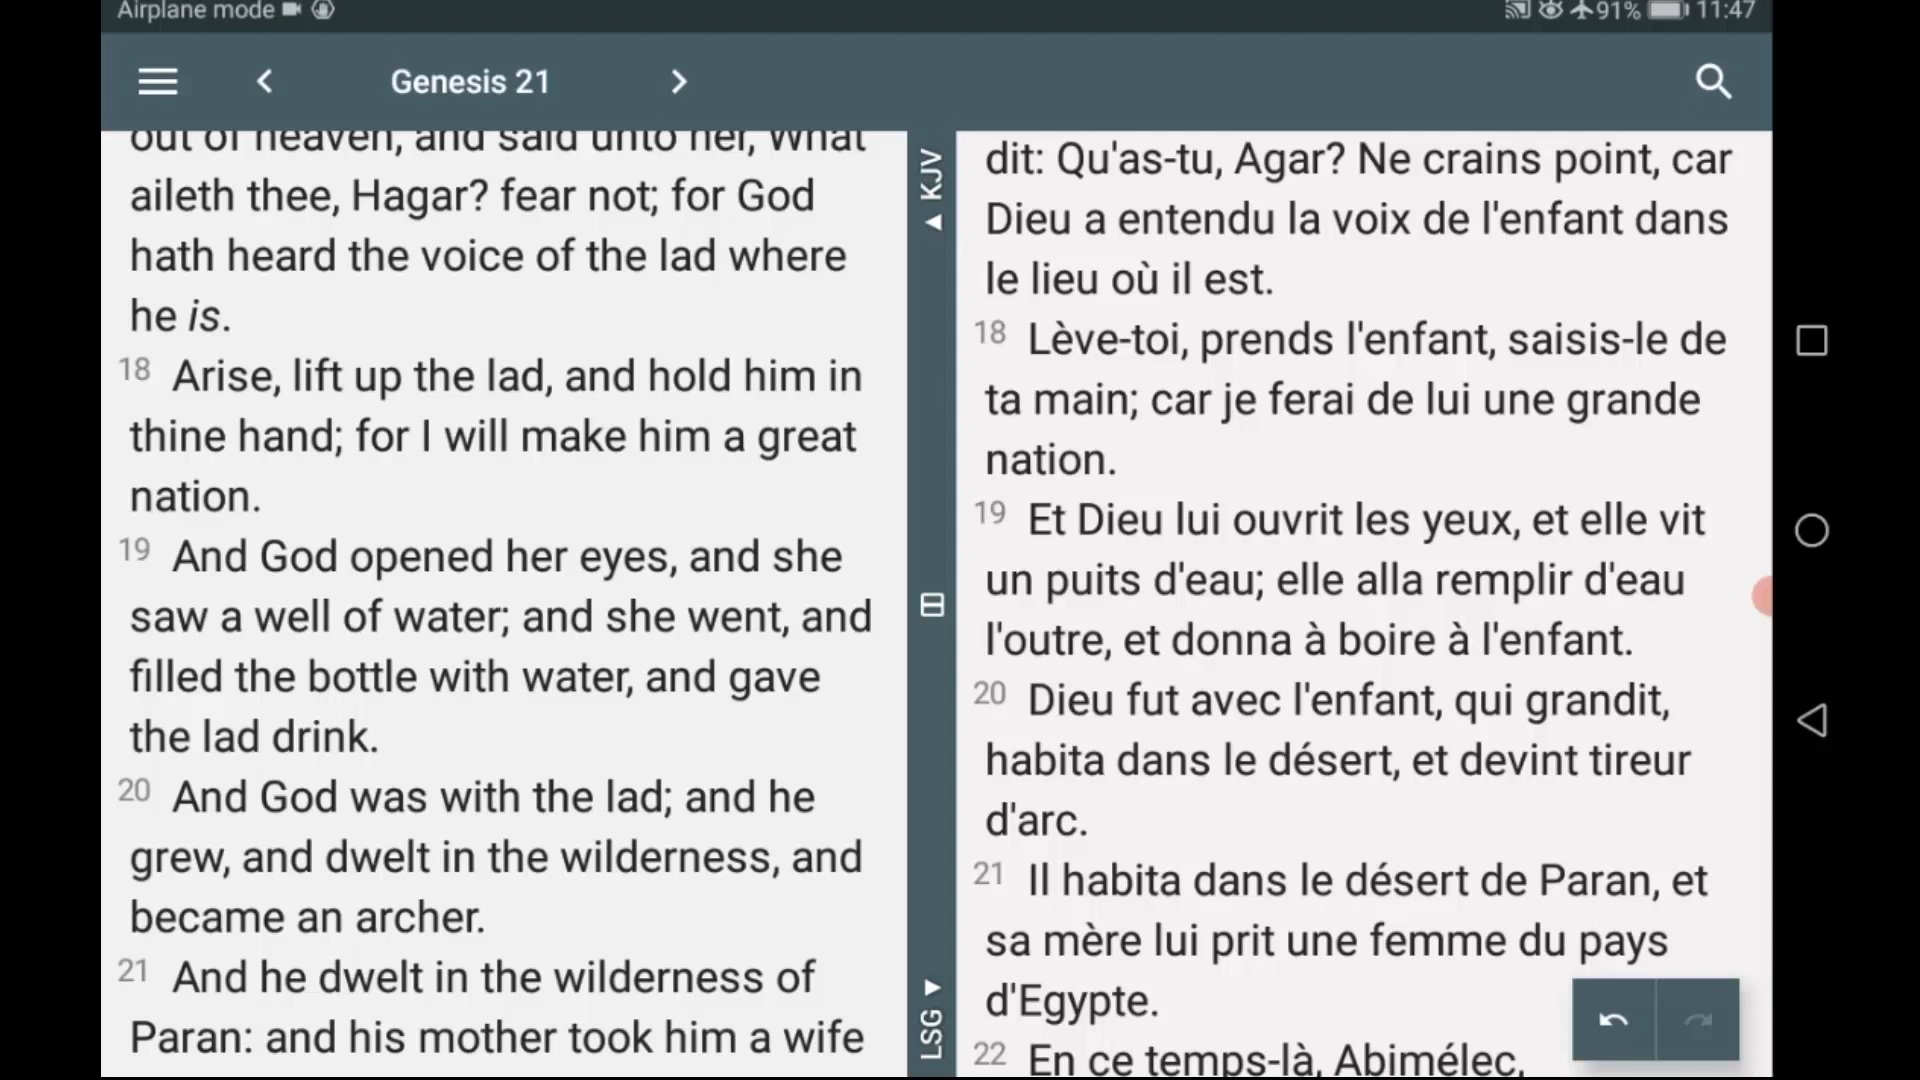 Airplane mode
91% 11:47
Genesis 21
out of heaven, and said unto her, What
aileth thee, Hagar? fear not; for God
hath heard the voice of the lad where
he is.
18 Arise, lift up the lad, and hold him in
thine hand; for I will make him a great
nation.
19 And God opened her eyes, and she
saw a well of water; and she went, and
filled the bottle with water, and gave
the lad drink.
20 And God was with the lad; and he
grew, and dwelt in the wilderness, and
became an archer.
21 And he dwelt in the wilderness of
Paran: and his mother took him a wife
KJV
LSG
dit: Qu'as-tu, Agar? Ne crains point, car
Dieu a entendu la voix de l'enfant dans
le lieu où il est.
18 Lève-toi, prends l'enfant, saisis-le de
ta main; car je ferai de lui une grande
nation.
19 Et Dieu lui ouvrit les yeux, et elle vit
un puits d'eau; elle alla remplir d'eau
l'outre, et donna à boire à l'enfant.
20 Dieu fut avec l'enfant, qui grandit,
habita dans le désert, et devint tireur
d'arc.
21 Il habita dans le désert de Paran, et
sa mère lui prit une femme du pays
d'Egypte.
22 En ce temps-là, Abimélec,